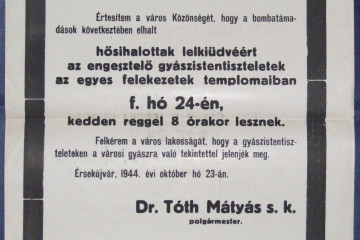 Értesítem a város Közönségét, hogy a bombatáma-
dások következtében elhalt
hősihalottak lelkiüdvéért
az engesztelő gyászistentiszteletek
az egyes felekezetek templomaiban
f. hó 24-én,
kedden reggel 8 órakor lesznek.
Felkérem a város lakosságát, hogy a gyászistentisz-
teleteken a városi gyászra való tekintettel jelenjék meg.
Érsekújvár, 1944. évi október hó 23-án.
Dr. Tóth Mátyás s. k.
polgármester.